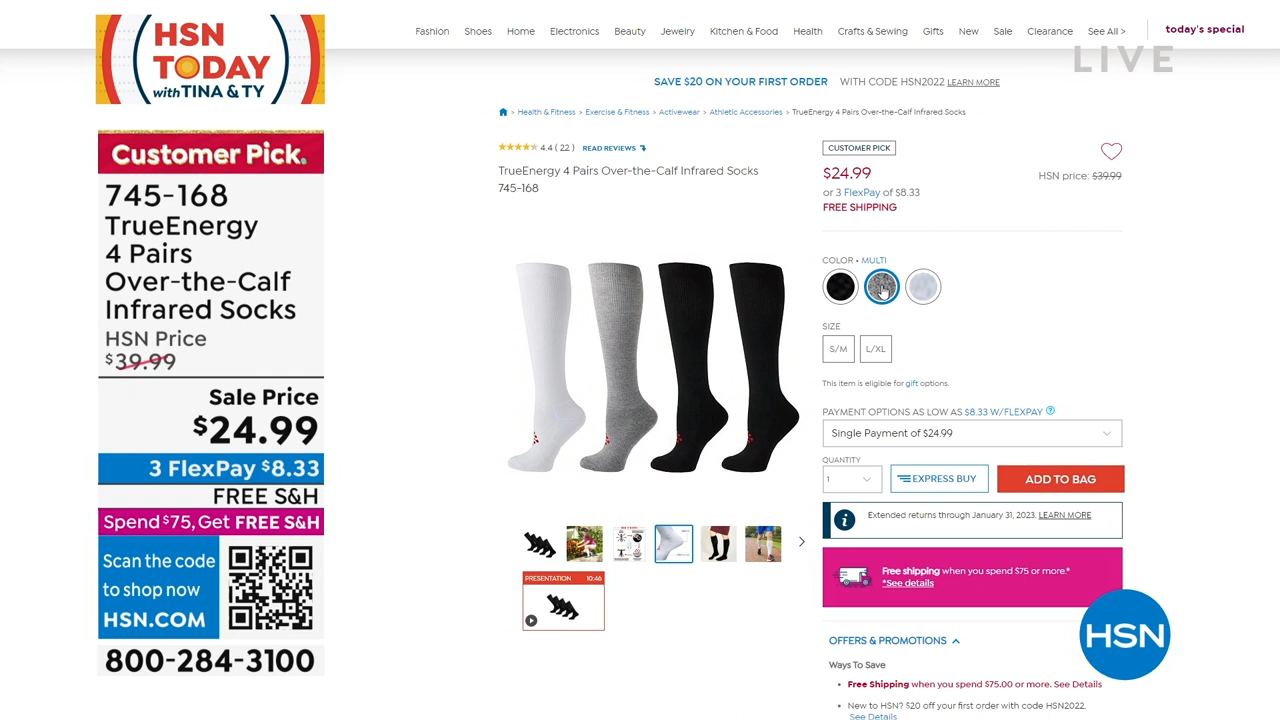 HSN
TODAY
with TINA & TY
Customer Pick.
745-168
TrueEnergy
4 Pairs
Over-the-Calf
Infrared Socks
HSN Price
$39.99
Sale Price
$24.99
3 FlexPay $8.33
FREE S&H
Spend $75, Get FREE S&H
Scan the code
to shop now
HSN.COM
800-284-3100
Fashion Shoes Home Electronics Beauty Jewelry Kitchen & Food Health Crafts & Sewing Gifts New Sale Clearance See All > today's special
LIVE
SAVE $20 ON YOUR FIRST ORDER WITH CODE HSN2022 LEARN MORE
> Health & Fitness > Exercise & Fitness > Activewear > Athletic Accessories > TrueEnergy 4 Pairs Over-the-Calf Infrared Socks
4.4 ( 22 ) READ REVIEWS
TrueEnergy 4 Pairs Over-the-Calf Infrared Socks
745-168
PRESENTATION 10:46
CUSTOMER PICK
$24.99
HSN price: $39.99
or 3 FlexPay of $8.33
FREE SHIPPING
COLOR • MULTI
SIZE
S/M L/XL
This item is eligible for gift options.
PAYMENT OPTIONS AS LOW AS $8.33 W/FLEXPAY ?
Single Payment of $24.99
QUANTITY
1 EXPRESS BUY ADD TO BAG
i Extended returns through January 31, 2023. LEARN MORE
Free shipping when you spend $75 or more.*
*See details
HSN
OFFERS & PROMOTIONS
Ways To Save
• Free Shipping when you spend $75.00 or more. See Details
• New to HSN? $20 off your first order with code HSN2022.
See Details